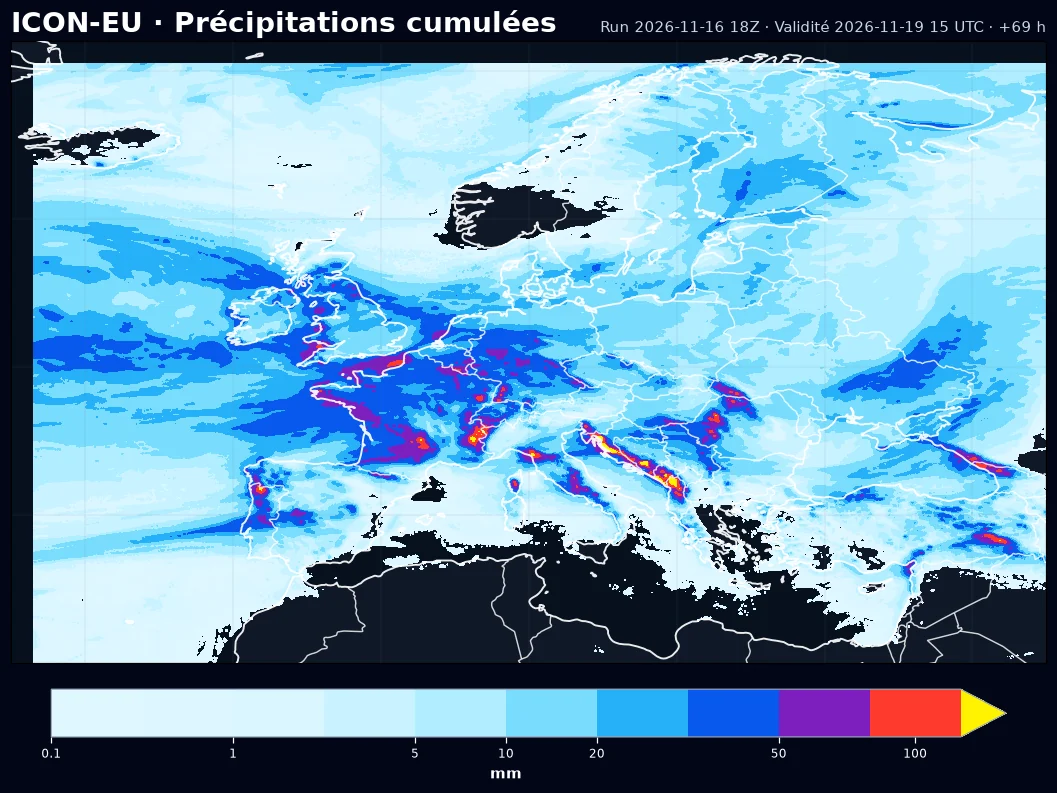 ICON-EU · Précipitations cumulées
Run 2026-11-16 18Z · Validité 2026-11-19 15 UTC · +69 h
0.1 1 5 10 20 50 100
mm